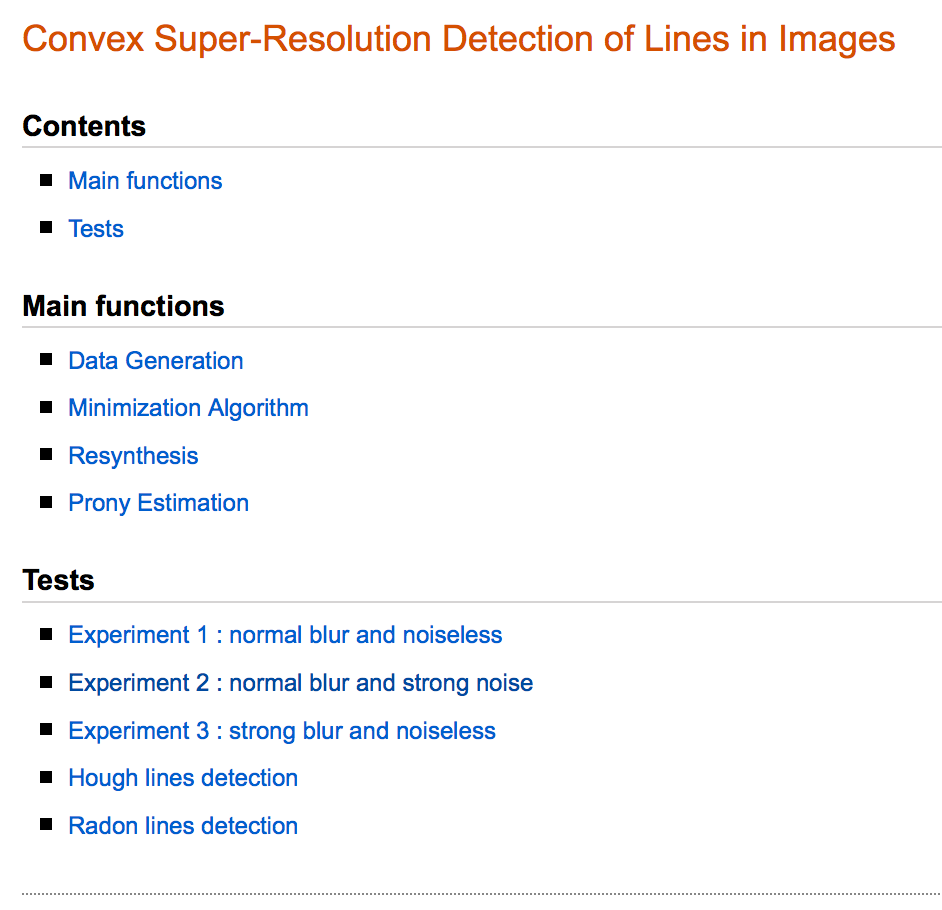 Convex Super-Resolution Detection of Lines in Images
Contents
Main functions
Tests
Main functions
Data Generation
Minimization Algorithm
Resynthesis
Prony Estimation
Tests
Experiment 1 : normal blur and noiseless
Experiment 2 : normal blur and strong noise
Experiment 3 : strong blur and noiseless
Hough lines detection
Radon lines detection